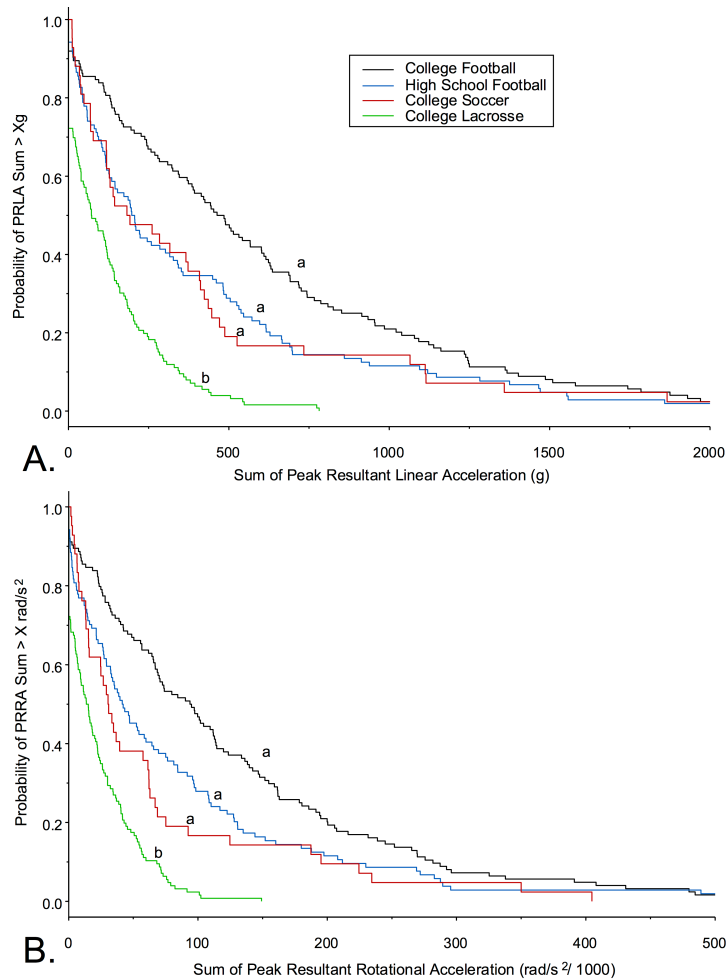 1.0
0.8
0.6
0.4
0.2
0.0
Probability of PRLA Sum > Xg
College Football
High School Football
College Soccer
College Lacrosse
a
a
a
b
0
500
1000
1500
2000
A.
Sum of Peak Resultant Linear Acceleration (g)
1.0
0.8
0.6
0.4
0.2
0.0
Probability of PRRA Sum > X rad/s²
a
a
a
b
0
100
200
300
400
500
B.
Sum of Peak Resultant Rotational Acceleration (rad/s²/ 1000)